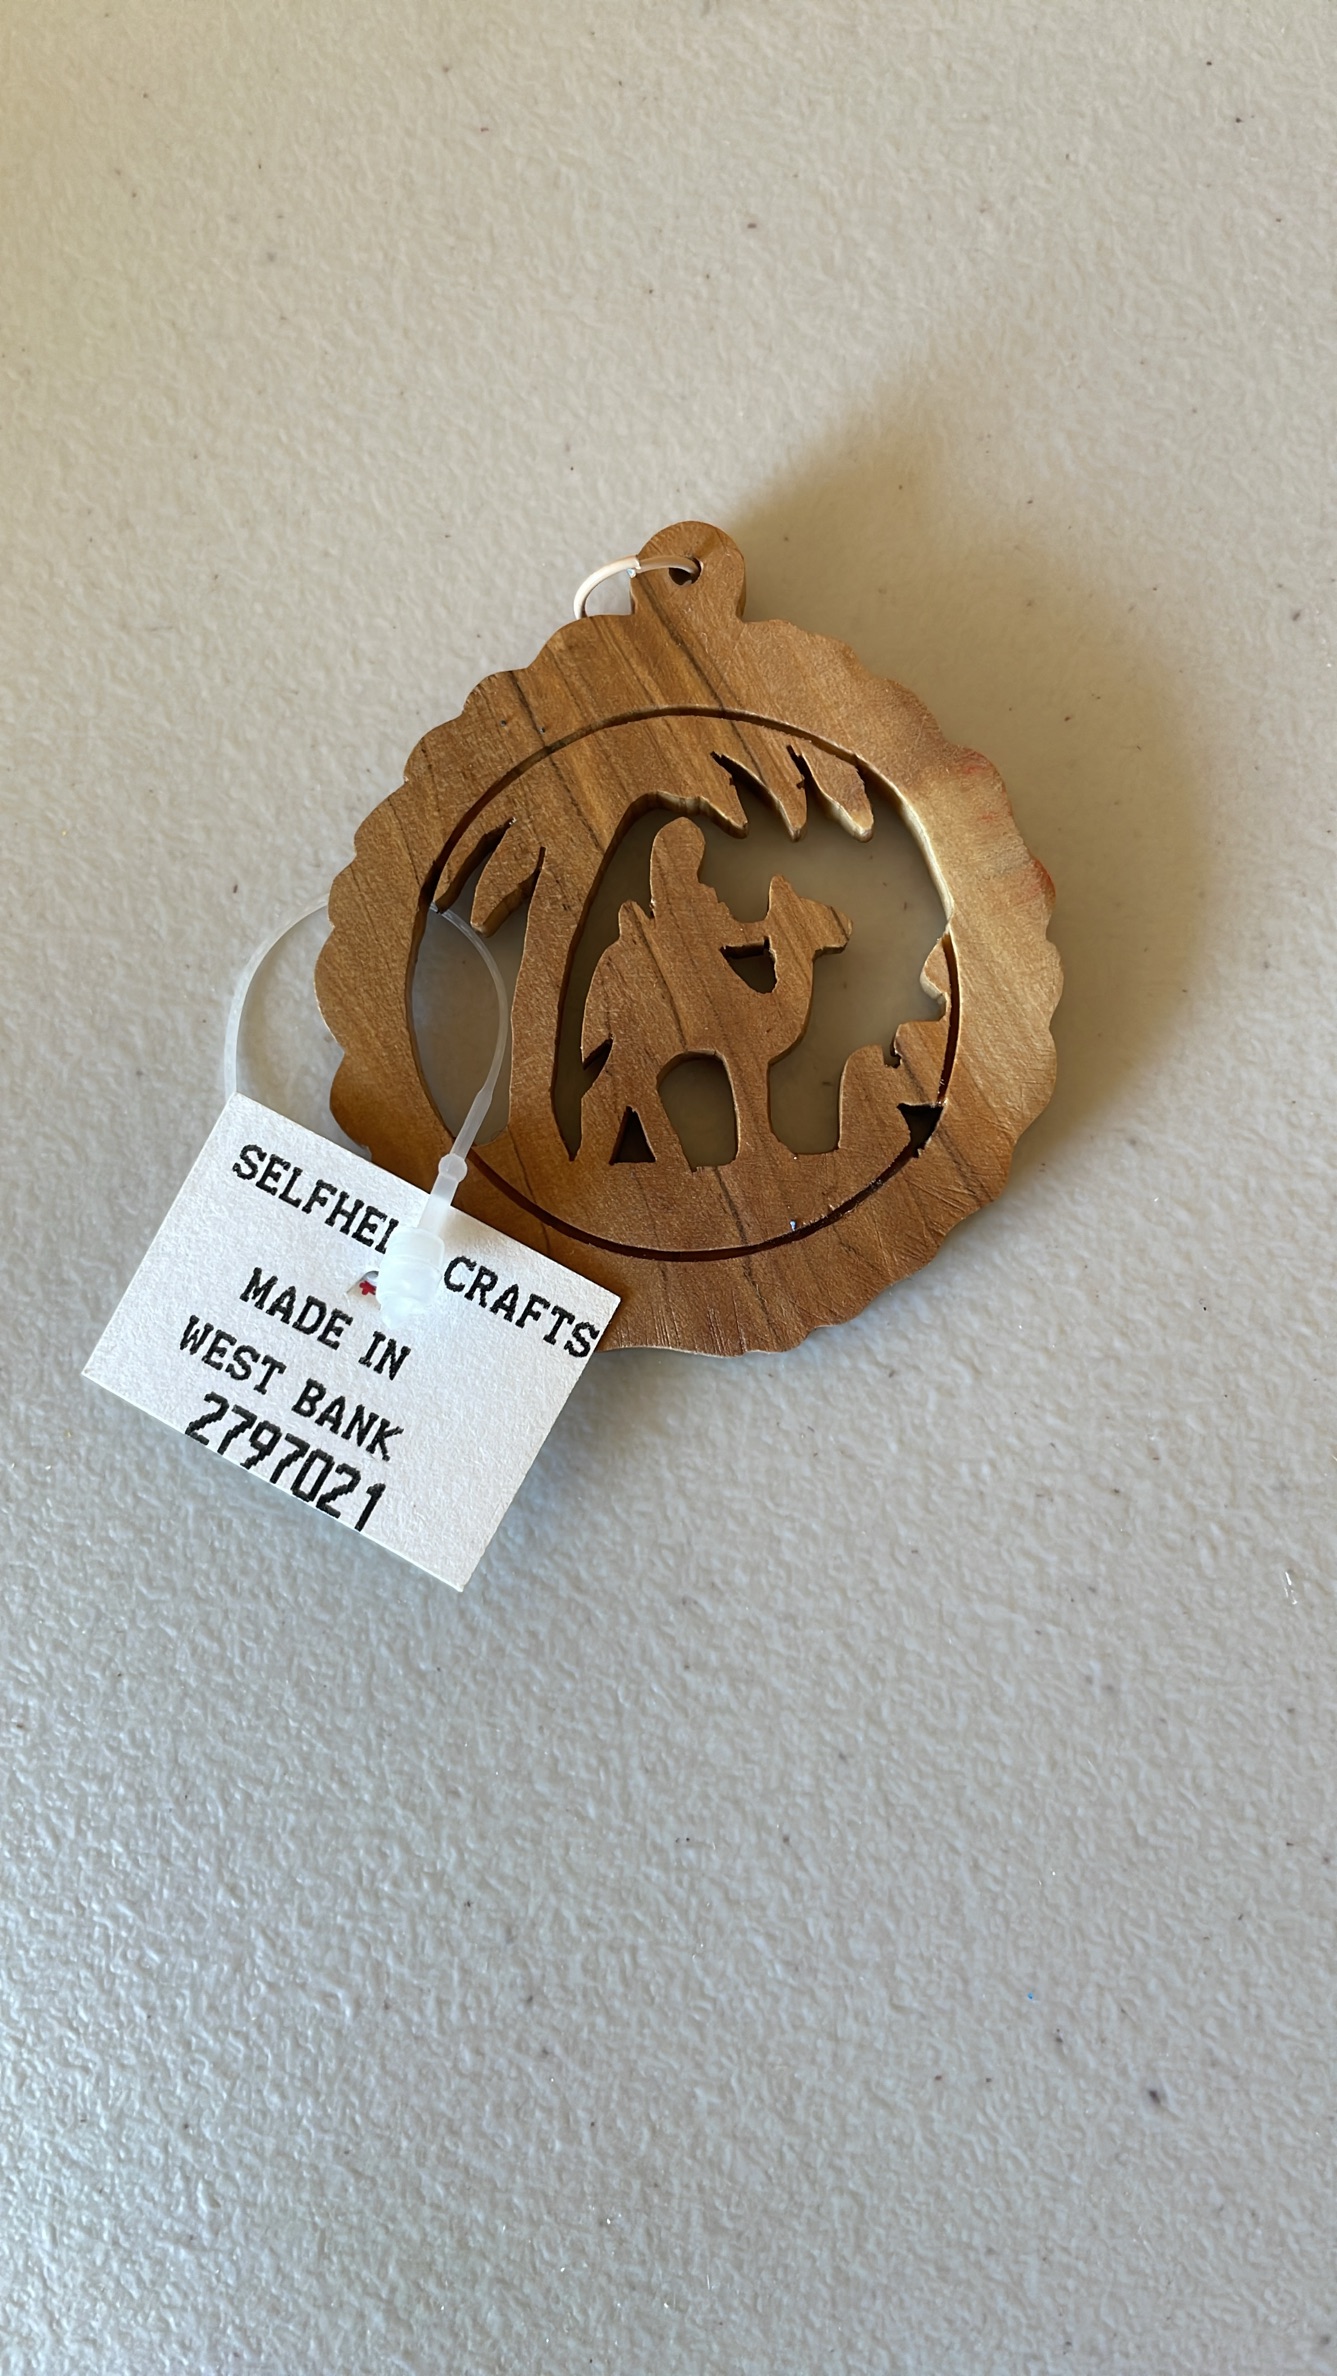 SELFHEL CRAFTS
MADE IN
WEST BANK
2797021